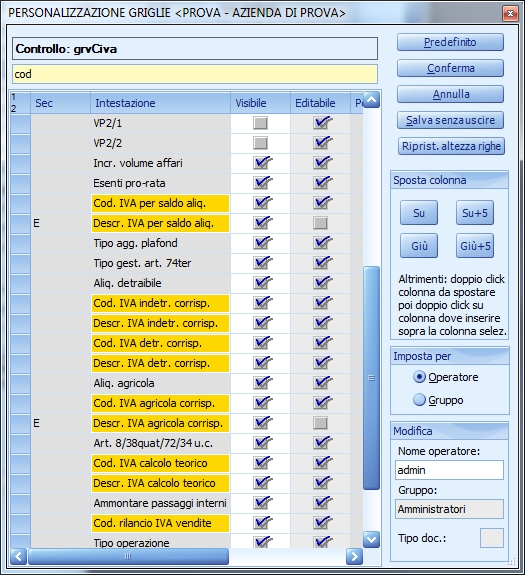 PERSONALIZZAZIONE GRIGLIE <PROVA - AZIENDA DI PROVA>
Controllo: grvCiva
cod
1
2
Sec Intestazione Visibile Editabile
VP2/1
VP2/2
Incr. volume affari
Esenti pro-rata
Cod. IVA per saldo aliq.
E Descr. IVA per saldo aliq.
Tipo agg. plafond
Tipo gest. art. 74ter
Aliq. detraibile
Cod. IVA indetr. corrisp.
Descr. IVA indetr. corrisp.
Cod. IVA detr. corrisp.
Descr. IVA detr. corrisp.
Aliq. agricola
Cod. IVA agricola corrisp.
E Descr. IVA agricola corrisp.
Art. 8/38quat/72/34 u.c.
Cod. IVA calcolo teorico
Descr. IVA calcolo teorico
Ammontare passaggi interni
Cod. rilancio IVA vendite
Tipo operazione
Predefinito
Conferma
Annulla
Salva senza uscire
Riprist. altezza righe
Sposta colonna
Su Su+5
Giù Giù+5
Altrimenti: doppio click
colonna da spostare
poi doppio click su
colonna dove inserire
sopra la colonna selez.
Imposta per
Operatore
Gruppo
Modifica
Nome operatore:
admin
Gruppo:
Amministratori
Tipo doc.: